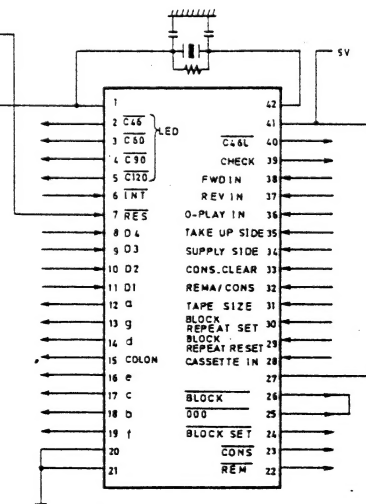 5V
1
2 C46
3 C60
LED
4 C90
5 C120
6 INT
7 RES
8 D4
9 D3
10 D2
11 D1
12 a
13 g
14 d
15 COLON
16 e
17 c
18 b
19 f
20
21
42
41
C46L 40
CHECK 39
FWD IN 38
REV IN 37
0-PLAY IN 36
TAKE UP SIDE 35
SUPPLY SIDE 34
CONS.CLEAR 33
REMA/CONS 32
TAPE SIZE 31
BLOCK
REPEAT SET 30
BLOCK
REPEAT RESET 29
CASSETTE IN 28
27
BLOCK 26
000 25
BLOCK SET 24
CONS 23
REM 22